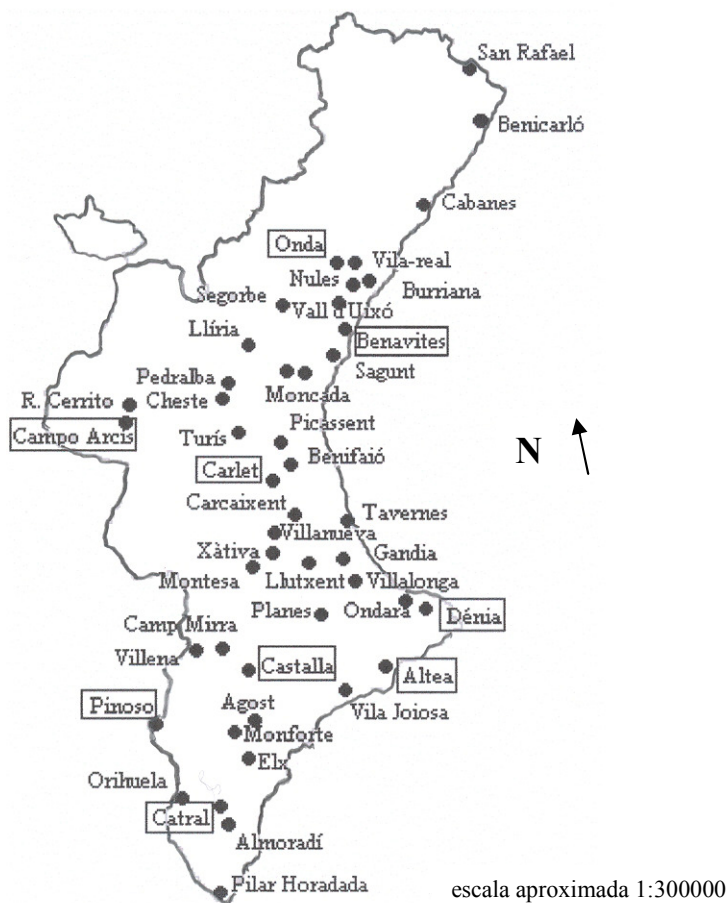 San Rafael
Benicarló
Cabanes
Onda
Vila-real
Nules
Burriana
Segorbe
Vall d'Uixó
Llíria
Benavites
Sagunt
Pedralba
Moncada
R. Cerrito
Cheste
Picassent
Campo Arcis
Turís
Benifaió
N
Carlet
Carcaixent
Tavernes
Villanueva
Xàtiva
Gandia
Montesa
Llutxent
Villalonga
Planes
Ondara
Dénia
Camp Mirra
Villena
Castalla
Altea
Pinoso
Agost
Vila Joiosa
Monforte
Elx
Orihuela
Catral
Almoradí
Pilar Horadada
escala aproximada 1:300000